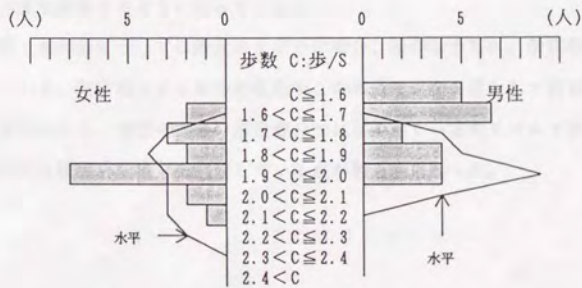 (人) 5 0 0 5 (人)
歩数 C:歩/S
女性 男性
C≦1.6
1.6<C≦1.7
1.7<C≦1.8
1.8<C≦1.9
1.9<C≦2.0
2.0<C≦2.1
2.1<C≦2.2
2.2<C≦2.3
2.3<C≦2.4
2.4<C
水平 水平